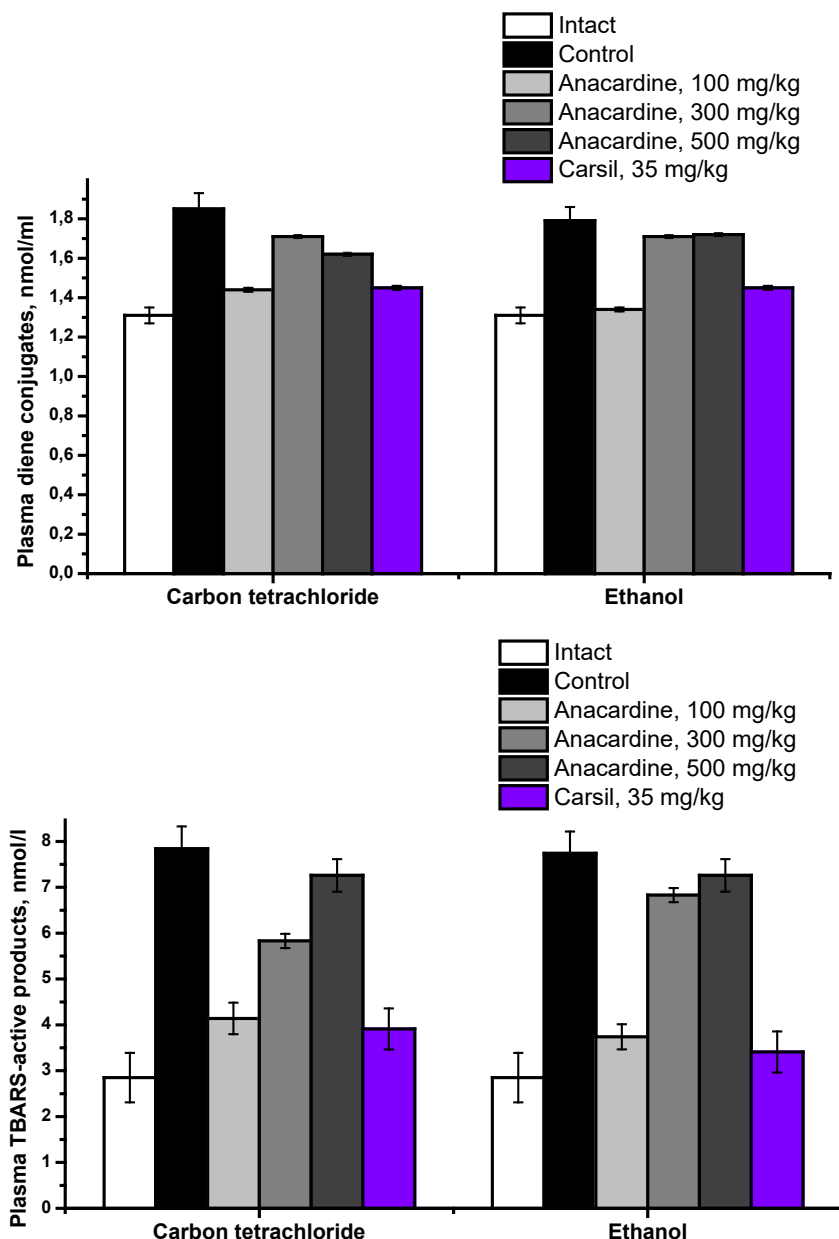 Intact
Control
Anacardine, 100 mg/kg
Anacardine, 300 mg/kg
Anacardine, 500 mg/kg
Carsil, 35 mg/kg
Plasma diene conjugates, nmol/ml
1,8
1,6
1,4
1,2
1,0
0,8
0,6
0,4
0,2
0,0
Carbon tetrachloride
Ethanol
Intact
Control
Anacardine, 100 mg/kg
Anacardine, 300 mg/kg
Anacardine, 500 mg/kg
Carsil, 35 mg/kg
Plasma TBARS-active products, nmol/l
8
7
6
5
4
3
2
1
0
Carbon tetrachloride
Ethanol